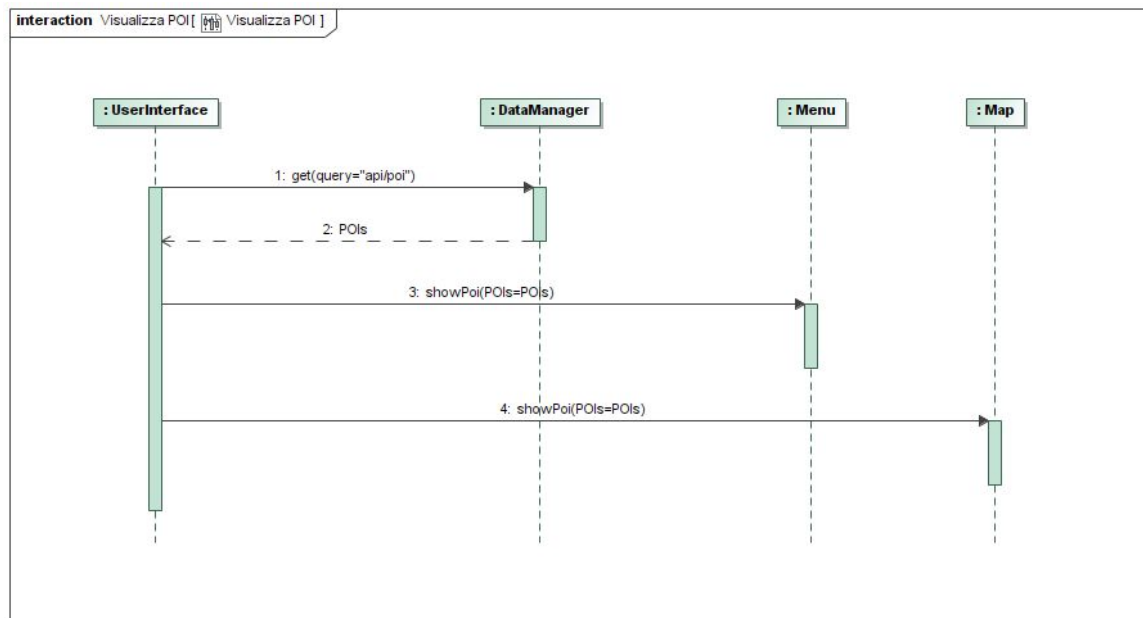 interaction Visualizza POI[ Visualizza POI ]
: UserInterface
: DataManager
: Menu
: Map
1: get(query="api/poi")
2: POIs
3: showPoi(POIs=POIs)
4: showPoi(POIs=POIs)